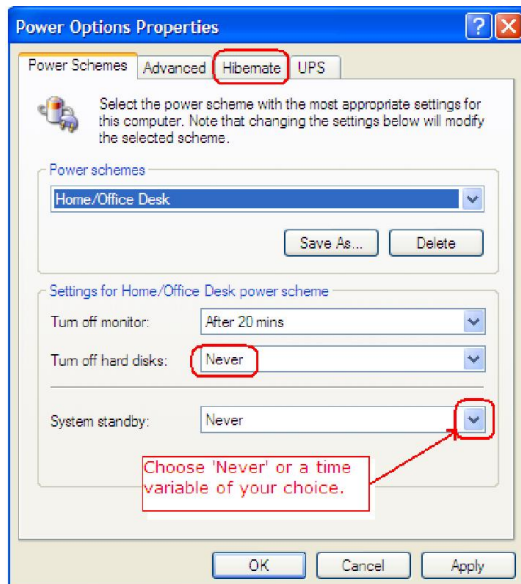 Power Options Properties
Power Schemes Advanced Hibernate UPS
Select the power scheme with the most appropriate settings for
this computer. Note that changing the settings below will modify
the selected scheme.
Power schemes
Home/Office Desk
Save As... Delete
Settings for Home/Office Desk power scheme
Turn off monitor: After 20 mins
Turn off hard disks: Never
System standby: Never
Choose 'Never' or a time
variable of your choice.
OK Cancel Apply